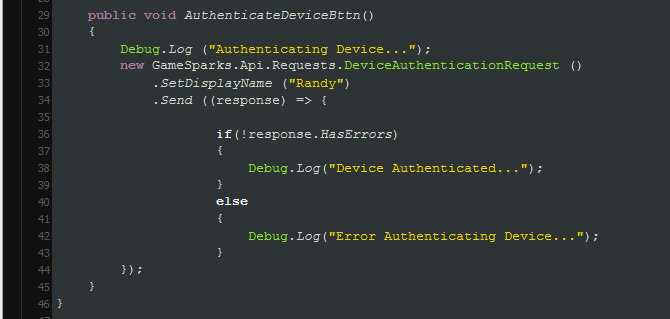 29 public void AuthenticateDeviceBttn()
30 {
31 Debug.Log ("Authenticating Device...");
32 new GameSparks.Api.Requests.DeviceAuthenticationRequest ()
33 .SetDisplayName ("Randy")
34 .Send ((response) => {
35
36 if(!response.HasErrors)
37 {
38 Debug.Log("Device Authenticated...");
39 }
40 else
41 {
42 Debug.Log("Error Authenticating Device...");
43 }
44 });
45 }
46 }